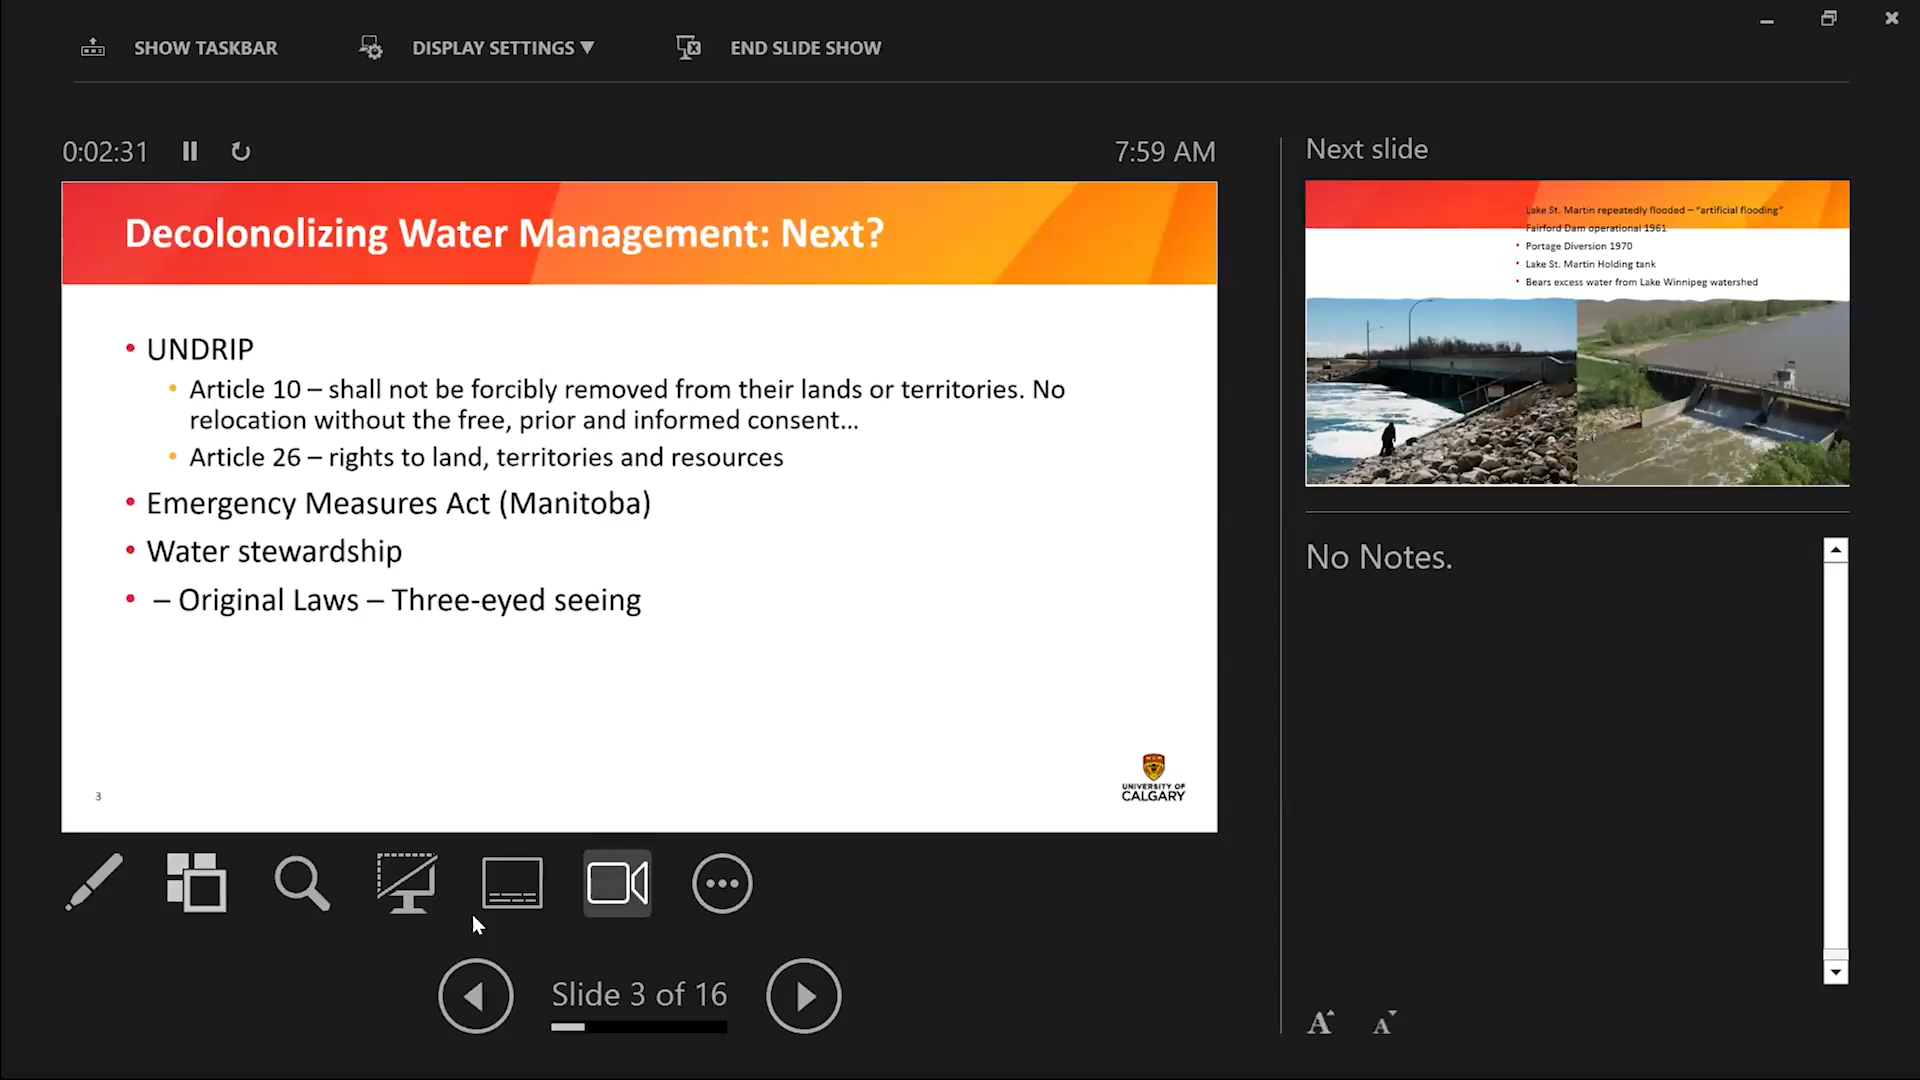 SHOW TASKBAR
DISPLAY SETTINGS ▼
END SLIDE SHOW
0:02:31
7:59 AM
Decolonolizing Water Management: Next?
• UNDRIP
• Article 10 – shall not be forcibly removed from their lands or territories. No
relocation without the free, prior and informed consent...
• Article 26 – rights to land, territories and resources
• Emergency Measures Act (Manitoba)
• Water stewardship
• – Original Laws – Three-eyed seeing
3
UNIVERSITY OF
CALGARY
Slide 3 of 16
Next slide
Lake St. Martin repeatedly flooded – "artificial flooding"
Fairford Dam operational 1961
• Portage Diversion 1970
• Lake St. Martin Holding tank
• Bears excess water from Lake Winnipeg watershed
No Notes.
A A